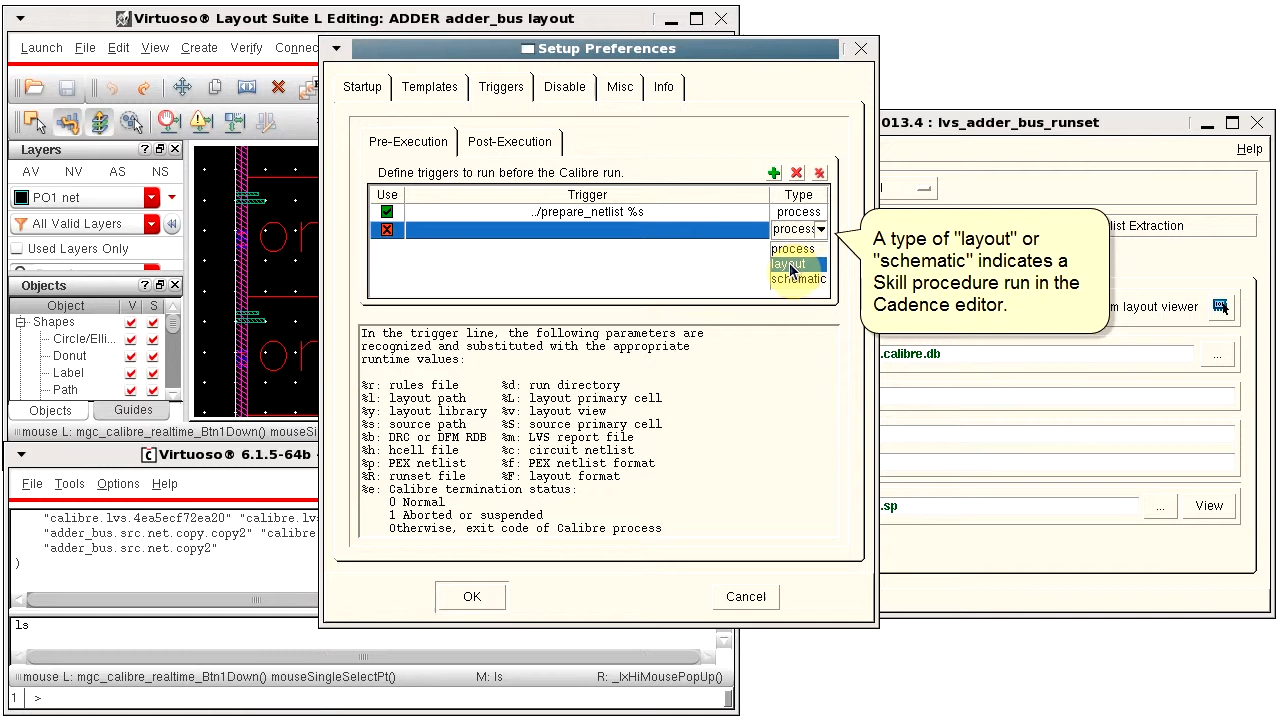 Virtuoso® Layout Suite L Editing: ADDER adder_bus layout
Launch File Edit View Create Verify Connec
Layers
AV NV AS NS
PO1 net
All Valid Layers
Used Layers Only
Objects
Object V S
Shapes
Circle/Elli...
Donut
Label
Path
Objects Guides
mouse L: mgc_calibre_realtime_Btn1Down() mouseSin
Virtuoso® 6.1.5-64b -
File Tools Options Help
"calibre.lvs.4ea5ecf72ea20" "calibre.lv
"adder_bus.src.net.copy.copy2" "calibre
"adder_bus.src.net.copy2"
)
ls
mouse L: mgc_calibre_realtime_Btn1Down() mouseSingleSelectPt() M: ls R: _lxHiMousePopUp()
1 >
Setup Preferences
Startup Templates Triggers Disable Misc Info
Pre-Execution Post-Execution
Define triggers to run before the Calibre run.
Use Trigger Type
../prepare_netlist %s process
process
process
layout
schematic
In the trigger line, the following parameters are
recognized and substituted with the appropriate
runtime values:
%r: rules file %d: run directory
%l: layout path %L: layout primary cell
%y: layout library %v: layout view
%s: source path %S: source primary cell
%b: DRC or DFM RDB %m: LVS report file
%h: hcell file %c: circuit netlist
%p: PEX netlist %f: PEX netlist format
%R: runset file %F: layout format
%e: Calibre termination status:
0 Normal
1 Aborted or suspended
Otherwise, exit code of Calibre process
OK Cancel
013.4 : lvs_adder_bus_runset
Help
list Extraction
A type of "layout" or
"schematic" indicates a
Skill procedure run in the
Cadence editor.
m layout viewer
.calibre.db ...
.sp ... View